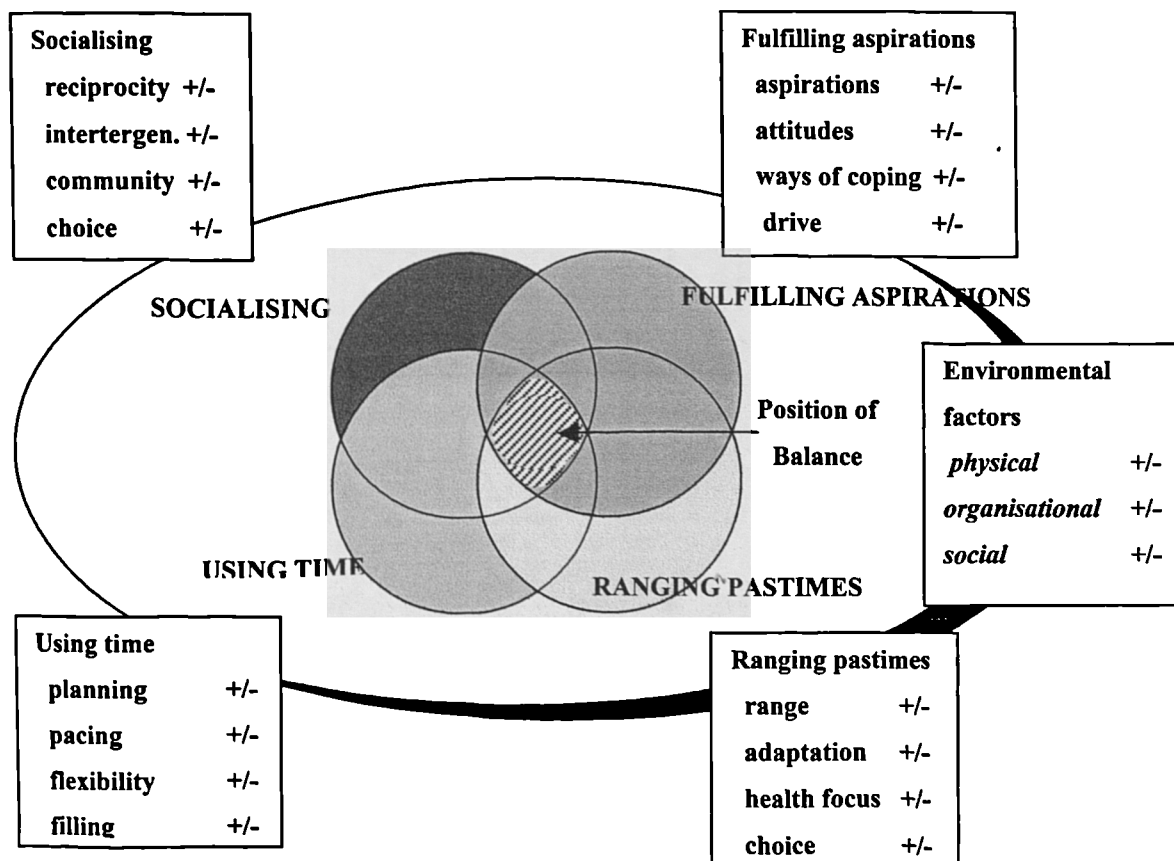 Socialising
reciprocity +/-
intertergen. +/-
community +/-
choice +/-
Fulfilling aspirations
aspirations +/-
attitudes +/-
ways of coping +/-
drive +/-
SOCIALISING
FULFILLING ASPIRATIONS
Environmental
factors
physical +/-
organisational +/-
social +/-
Position of
Balance
USING TIME
RANGING PASTIMES
Using time
planning +/-
pacing +/-
flexibility +/-
filling +/-
Ranging pastimes
range +/-
adaptation +/-
health focus +/-
choice +/-